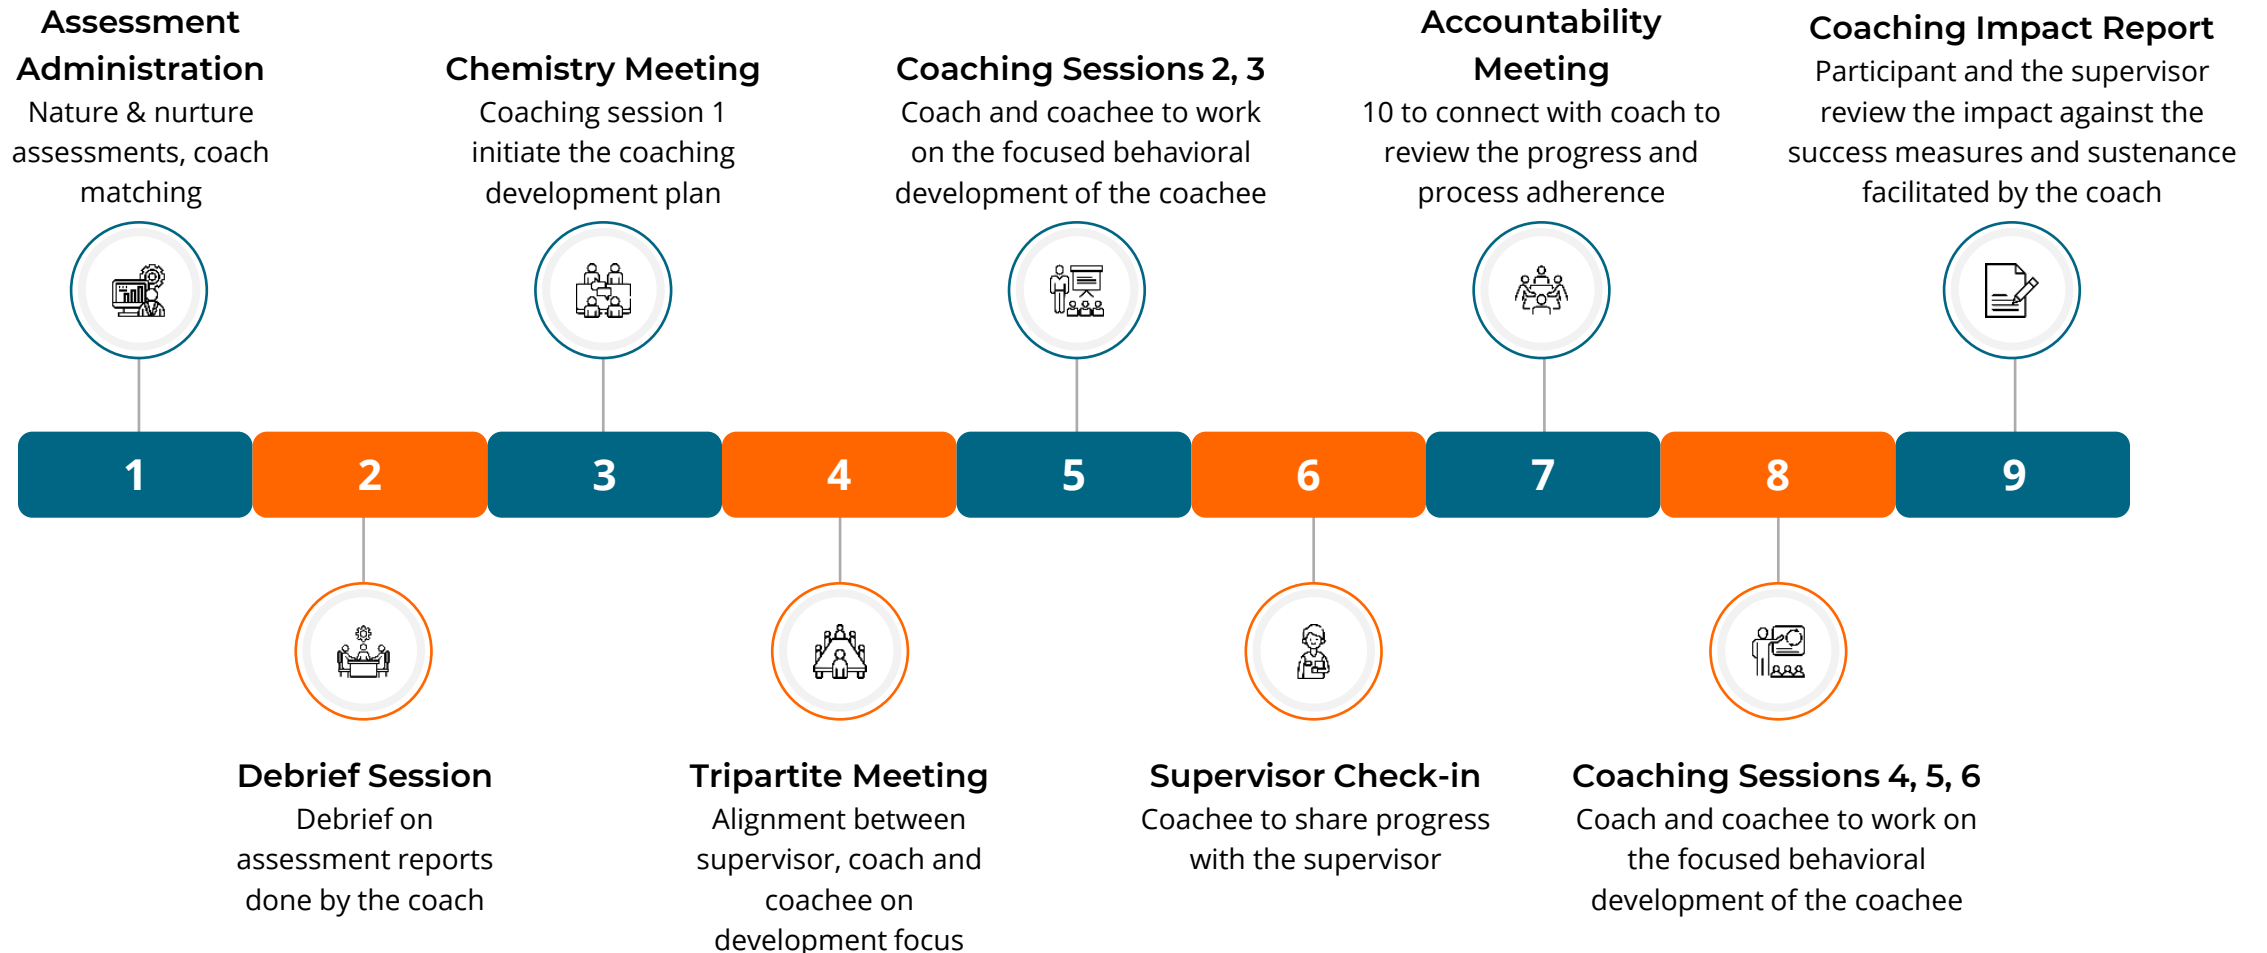 Assessment
Administration
Nature & nurture
assessments, coach
matching
Chemistry Meeting
Coaching session 1
initiate the coaching
development plan
Coaching Sessions 2, 3
Coach and coachee to work
on the focused behavioral
development of the coachee
Accountability
Meeting
10 to connect with coach to
review the progress and
process adherence
Coaching Impact Report
Participant and the supervisor
review the impact against the
success measures and sustenance
facilitated by the coach
1
2
3
4
5
6
7
8
9
Debrief Session
Debrief on
assessment reports
done by the coach
Tripartite Meeting
Alignment between
supervisor, coach and
coachee on
development focus
Supervisor Check-in
Coachee to share progress
with the supervisor
Coaching Sessions 4, 5, 6
Coach and coachee to work on
the focused behavioral
development of the coachee